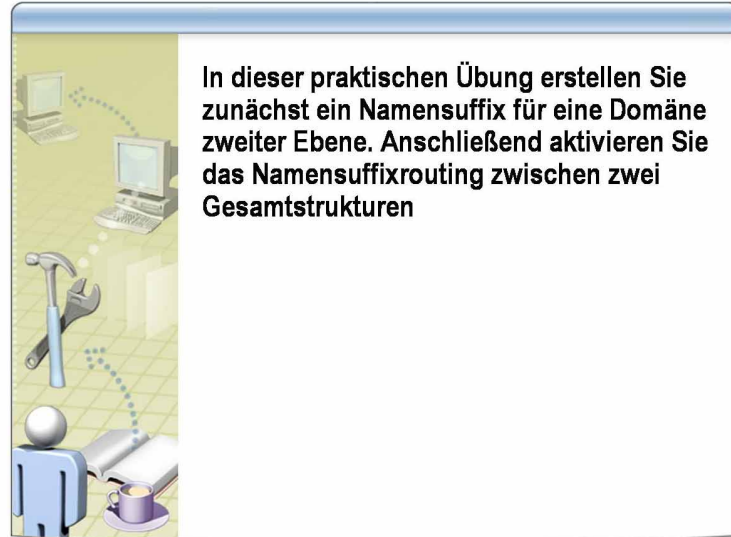 In dieser praktischen Übung erstellen Sie
zunächst ein Namensuffix für eine Domäne
zweiter Ebene. Anschließend aktivieren Sie
das Namensuffixrouting zwischen zwei
Gesamtstrukturen